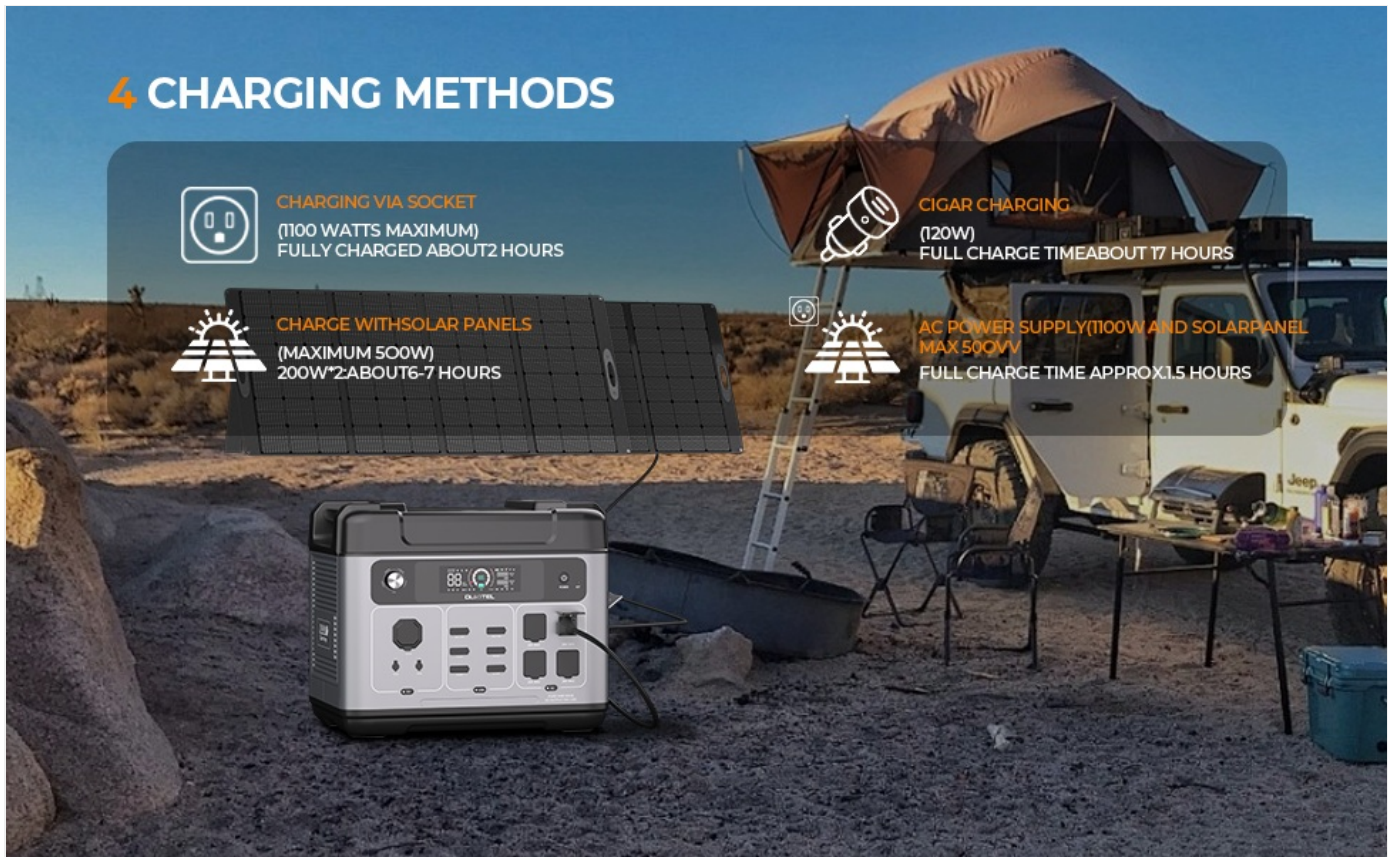 4 CHARGING METHODS
CHARGING VIA SOCKET
(1100 WATTS MAXIMUM)
FULLY CHARGED ABOUT2 HOURS
CIGAR CHARGING
(120W)
FULL CHARGE TIMEABOUT 17 HOURS
CHARGE WITHSOLAR PANELS
(MAXIMUM 500W)
200W*2:ABOUT6-7 HOURS
AC POWER SUPPLY(1100W AND SOLARPANEL
MAX 500VV
FULL CHARGE TIME APPROX.1.5 HOURS
Jeep
OUKITEL